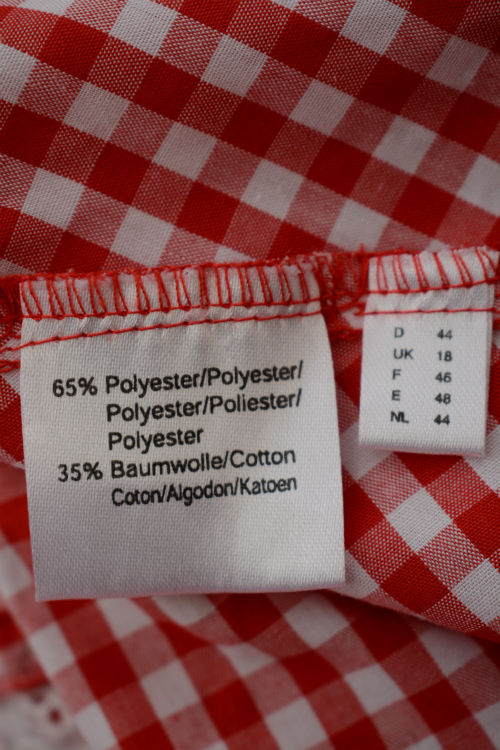 65% Polyester/Polyester/
Polyester/Poliester/
Polyester
35% Baumwolle/Cotton
Coton/Algodon/Katoen
D 44
UK 18
F 46
E 48
NL 44